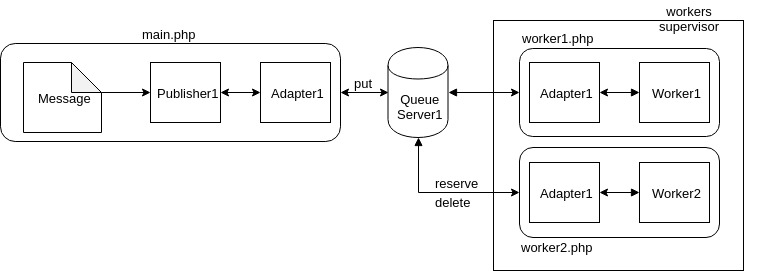 main.php
Message
Publisher1
Adapter1
put
Queue
Server1
workers
supervisor
worker1.php
Adapter1
Worker1
reserve
delete
Adapter1
Worker2
worker2.php